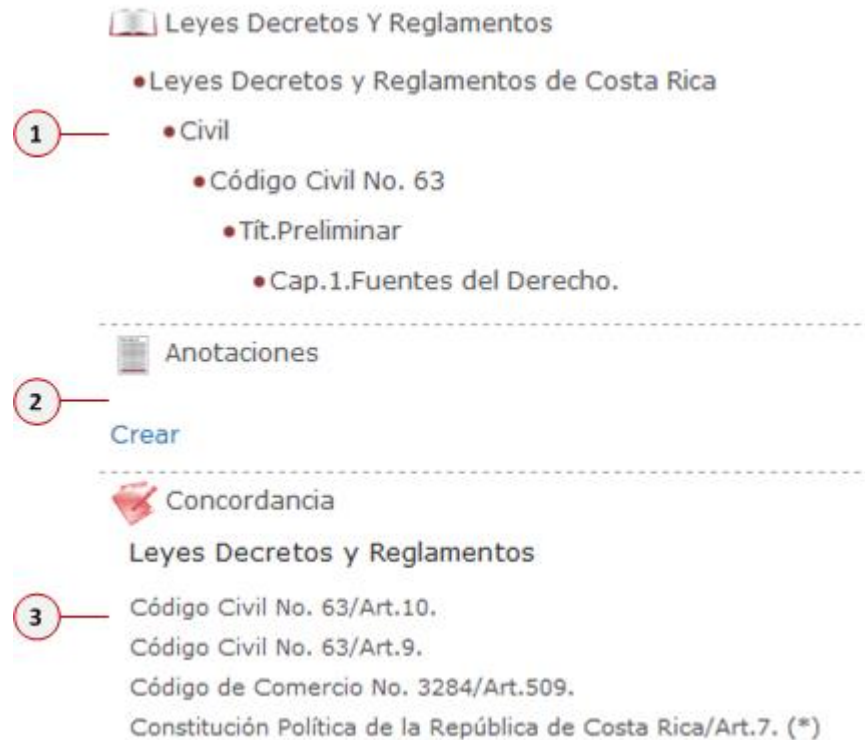 Leyes Decretos Y Reglamentos
•Leyes Decretos y Reglamentos de Costa Rica
1
•Civil
•Código Civil No. 63
•Tít.Preliminar
•Cap.1.Fuentes del Derecho.
Anotaciones
2
Crear
Concordancia
Leyes Decretos y Reglamentos
3
Código Civil No. 63/Art.10.
Código Civil No. 63/Art.9.
Código de Comercio No. 3284/Art.509.
Constitución Política de la República de Costa Rica/Art.7. (*)